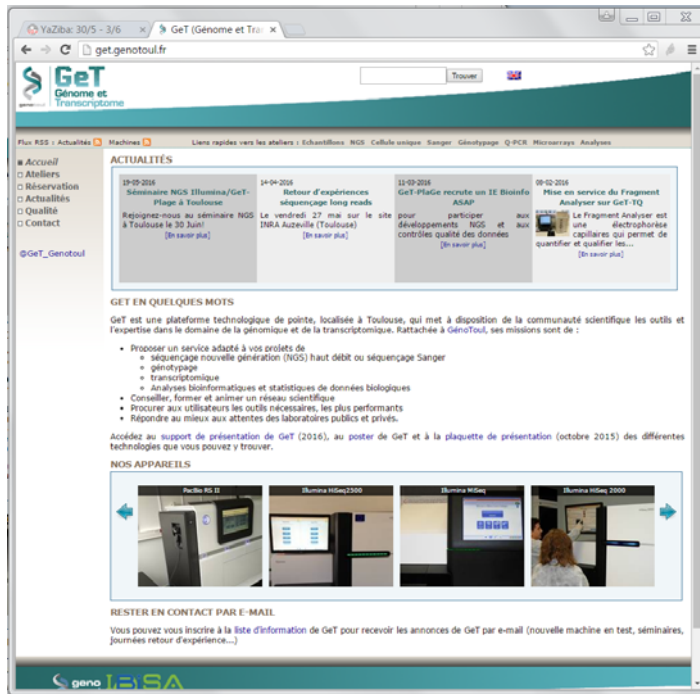 YaZiba: 30/5 - 3/6
GeT (Génome et Tran
get.genotoul.fr
GeT
Génome et
Transcriptome
genotoul
Trouver
Flux RSS : Actualités Machines Liens rapides vers les ateliers : Echantillons NGS Cellule unique Sanger Génotypage Q-PCR Microarrays Analyses
Accueil
Ateliers
Réservation
Actualités
Qualité
Contact
@GeT_Genotoul
ACTUALITÉS
19-05-2016
Séminaire NGS Illumina/GeT-
Plage à Toulouse
Rejoignez-nous au séminaire NGS
à Toulouse le 30 Juin!
[En savoir plus]
14-04-2016
Retour d'expériences
séquençage long reads
Le vendredi 27 mai sur le site
INRA Auzeville (Toulouse)
[En savoir plus]
11-03-2016
GeT-PlaGe recrute un IE Bioinfo
ASAP
pour participer aux
développements NGS et aux
contrôles qualité des données
[En savoir plus]
08-02-2016
Mise en service du Fragment
Analyser sur GeT-TQ
Le Fragment Analyser est
une électrophorèse
capillaires qui permet de
quantifier et qualifier les...
[En savoir plus]
GET EN QUELQUES MOTS
GeT est une plateforme technologique de pointe, localisée à Toulouse, qui met à disposition de la communauté scientifique les outils et
l'expertise dans le domaine de la génomique et de la transcriptomique. Rattachée à GénoToul, ses missions sont de :
• Proposer un service adapté à vos projets de
séquençage nouvelle génération (NGS) haut débit ou séquençage Sanger
génotypage
transcriptomique
Analyses bioinformatiques et statistiques de données biologiques
• Conseiller, former et animer un réseau scientifique
• Procurer aux utilisateurs les outils nécessaires, les plus performants
• Répondre au mieux aux attentes des laboratoires publics et privés.
Accédez au support de présentation de GeT (2016), au poster de GeT et à la plaquette de présentation (octobre 2015) des différentes
technologies que vous pouvez y trouver.
NOS APPAREILS
PacBio RS II
Illumina HiSeq2500
Illumina MiSeq
Illumina HiSeq 2000
RESTER EN CONTACT PAR E-MAIL
Vous pouvez vous inscrire à la liste d'information de GeT pour recevoir les annonces de GeT par e-mail (nouvelle machine en test, séminaires,
journées retour d'expérience...)
geno
IBiSA